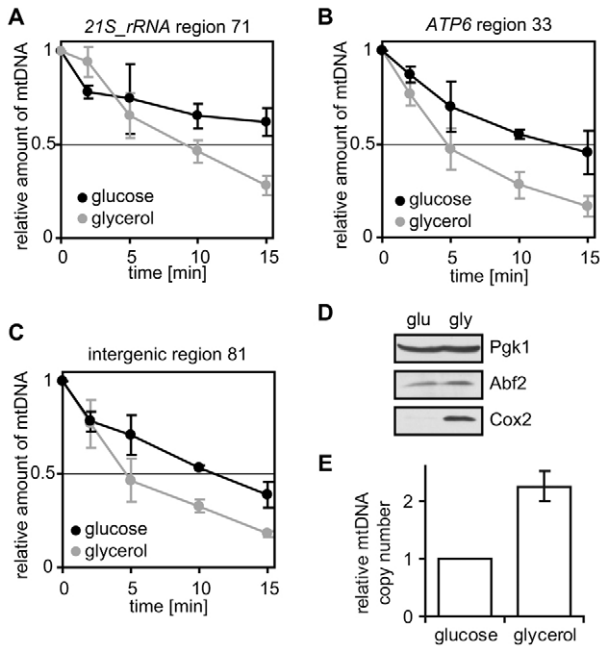 A
21S_rRNA region 71
relative amount of mtDNA
1
0.5
0
glucose
glycerol
0 5 10 15
time [min]
B
ATP6 region 33
relative amount of mtDNA
1
0.5
0
glucose
glycerol
0 5 10 15
time [min]
C
intergenic region 81
relative amount of mtDNA
1
0.5
0
glucose
glycerol
0 5 10 15
time [min]
D
glu gly
Pgk1
Abf2
Cox2
E
relative mtDNA
copy number
2
1
0
glucose glycerol